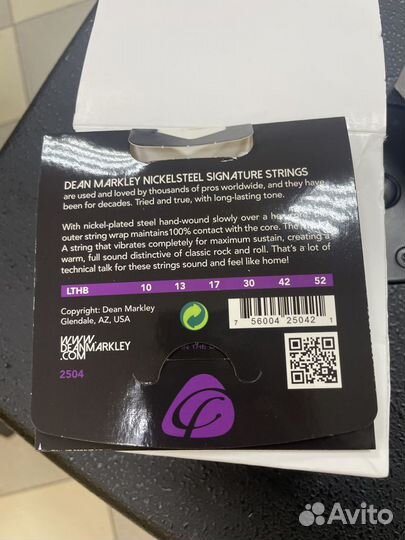 DEAN MARKLEY NICKELSTEEL SIGNATURE STRINGS
are used and loved by thousands of pros worldwide, and they have
been for decades. Tried and true, with long-lasting tone.
With nickel-plated steel hand-wound slowly over a
outer string wrap maintains100% contact with the core. The
A string that vibrates completely for maximum sustain, creating a
warm, full sound distinctive of classic rock and roll. That's a lot of
technical talk for these strings sound and feel like home!
LTHB 10 13 17 30 42 52
Copyright: Dean Markley
Glendale, AZ, USA
7 56004 25042 1
WWW.
DEANMARKLEY
.COM
2504
Avito